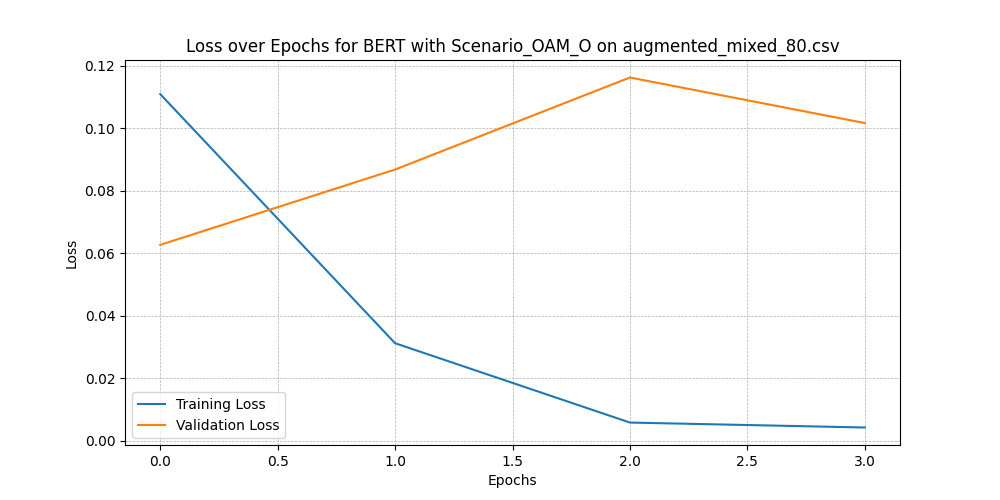 Loss over Epochs for BERT with Scenario_OAM_O on augmented_mixed_80.csv
0.12
0.10
0.08
0.06
0.04
0.02
0.00
Loss
Training Loss
Validation Loss
0.0 0.5 1.0 1.5 2.0 2.5 3.0
Epochs